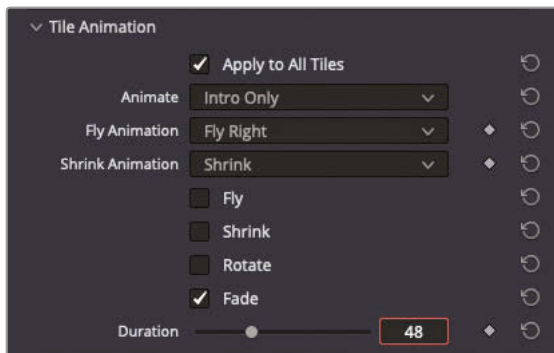 Tile Animation
Apply to All Tiles
Animate Intro Only
Fly Animation Fly Right
Shrink Animation Shrink
Fly
Shrink
Rotate
Fade
Duration 48